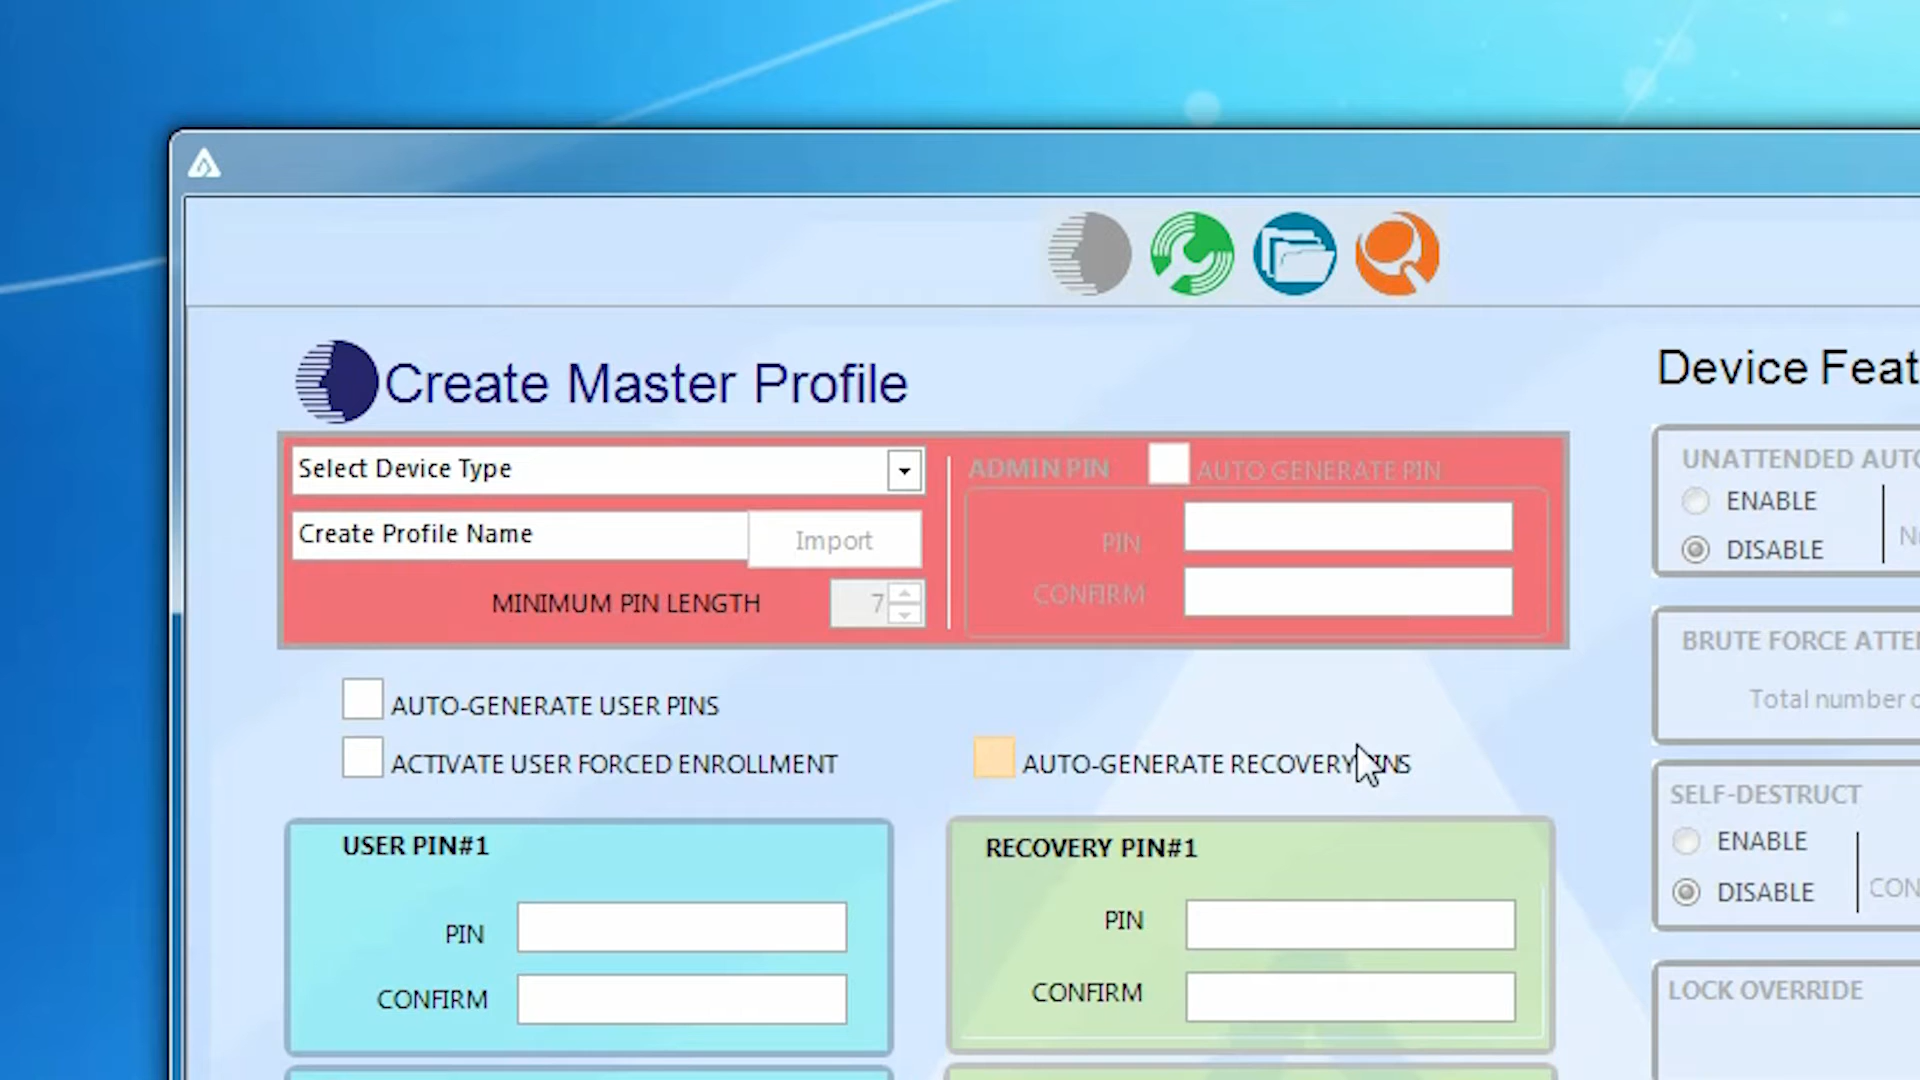 Create Master Profile
Select Device Type
Create Profile Name
Import
MINIMUM PIN LENGTH 7
ADMIN PIN
AUTO GENERATE PIN
PIN
CONFIRM
AUTO-GENERATE USER PINS
ACTIVATE USER FORCED ENROLLMENT
AUTO-GENERATE RECOVERY PINS
USER PIN#1
PIN
CONFIRM
RECOVERY PIN#1
PIN
CONFIRM
Device Feat
UNATTENDED AUTO
ENABLE
DISABLE
BRUTE FORCE ATTE
Total number
SELF-DESTRUCT
ENABLE
DISABLE
CON
LOCK OVERRIDE